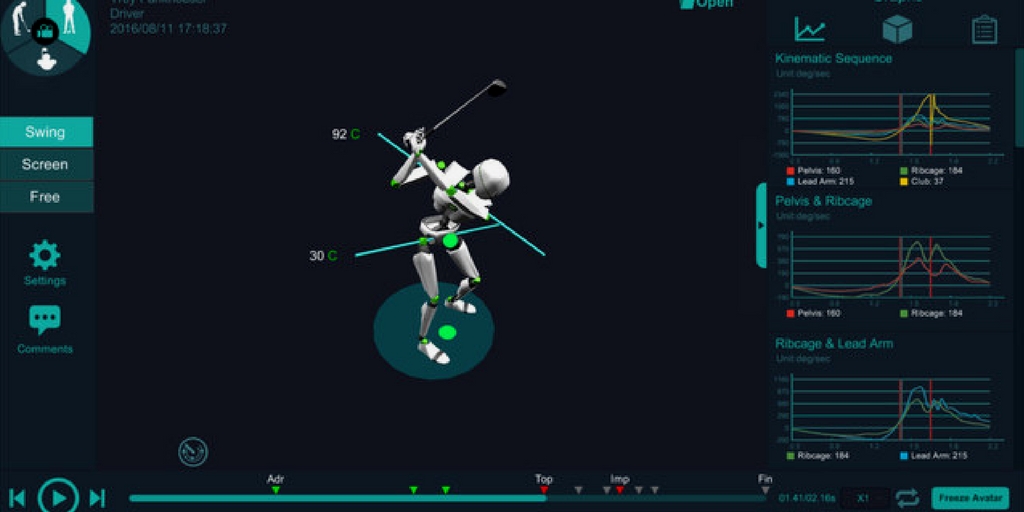 Driver
2016/08/11 17:18:37
Open
Swing
Screen
Free
Settings
Comments
92 C
30 C
Kinematic Sequence
Unit deg/sec
Pelvis: 160
Ribcage: 184
Lead Arm: 215
Club: 37
Pelvis & Ribcage
Unit deg/sec
Pelvis: 160
Ribcage: 184
Ribcage & Lead Arm
Unit deg/sec
Ribcage: 184
Lead Arm: 215
Adr
Top
Imp
Fin
01.41/02.16s
X1
Freeze Avatar